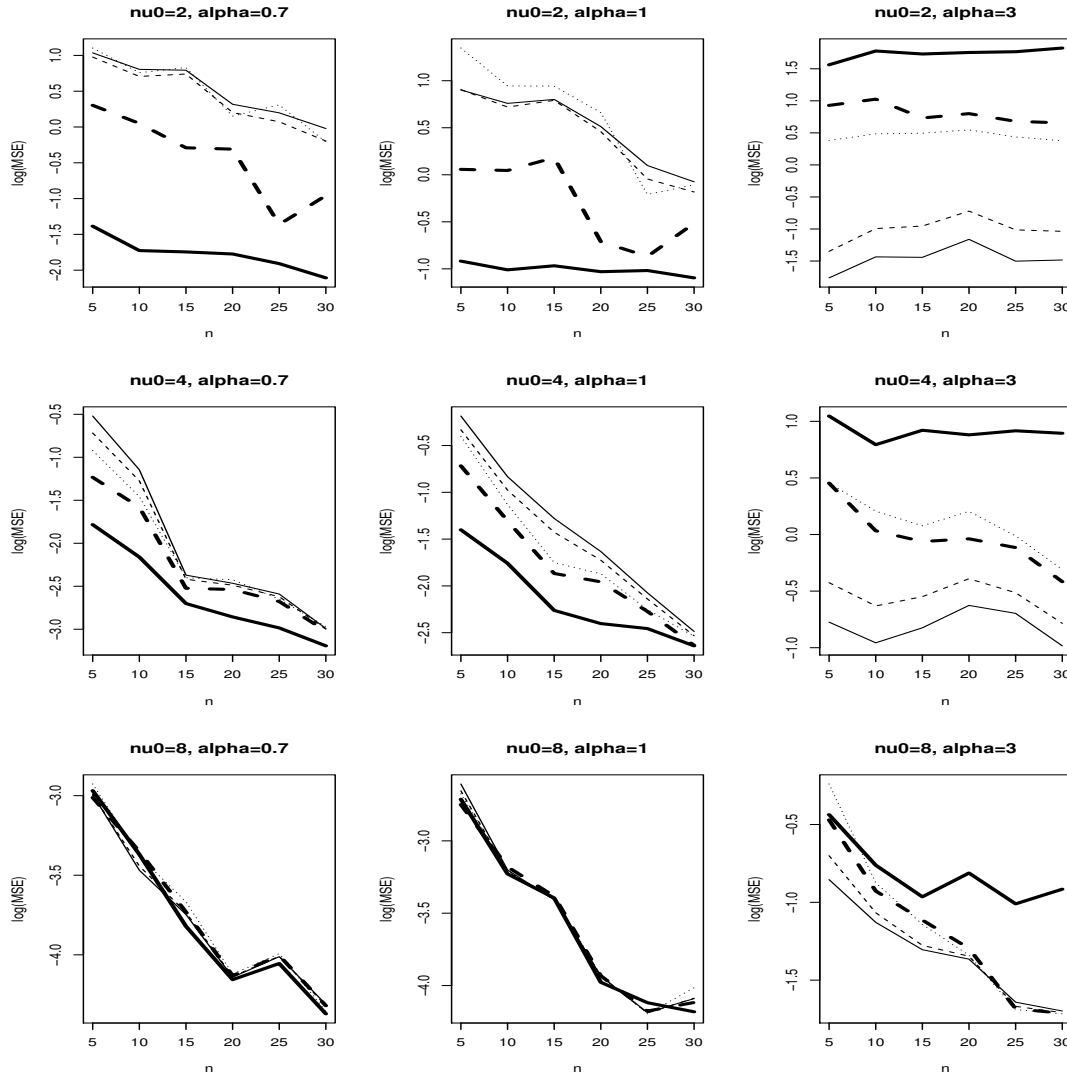 nu0=2, alpha=0.7
log(MSE)
1.0
0.5
0.0
−0.5
−1.0
−1.5
−2.0
5 10 15 20 25 30
n
nu0=2, alpha=1
log(MSE)
1.0
0.5
0.0
−0.5
−1.0
5 10 15 20 25 30
n
nu0=2, alpha=3
log(MSE)
1.5
1.0
0.5
0.0
−0.5
−1.5
5 10 15 20 25 30
n
nu0=4, alpha=0.7
log(MSE)
−0.5
−1.0
−1.5
−2.0
−2.5
−3.0
5 10 15 20 25 30
n
nu0=4, alpha=1
log(MSE)
−0.5
−1.0
−1.5
−2.0
−2.5
5 10 15 20 25 30
n
nu0=4, alpha=3
log(MSE)
1.0
0.5
0.0
−0.5
−1.0
5 10 15 20 25 30
n
nu0=8, alpha=0.7
log(MSE)
−3.0
−3.5
−4.0
5 10 15 20 25 30
n
nu0=8, alpha=1
log(MSE)
−3.0
−3.5
−4.0
5 10 15 20 25 30
n
nu0=8, alpha=3
log(MSE)
−0.5
−1.0
−1.5
5 10 15 20 25 30
n